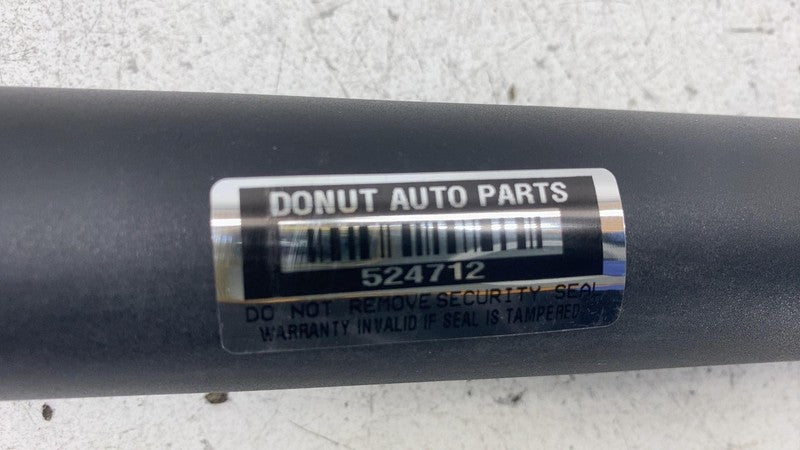 DONUT AUTO PARTS
524712
DO NOT REMOVE SECURITY SEAL
WARRANTY INVALID IF SEAL IS TAMPERED